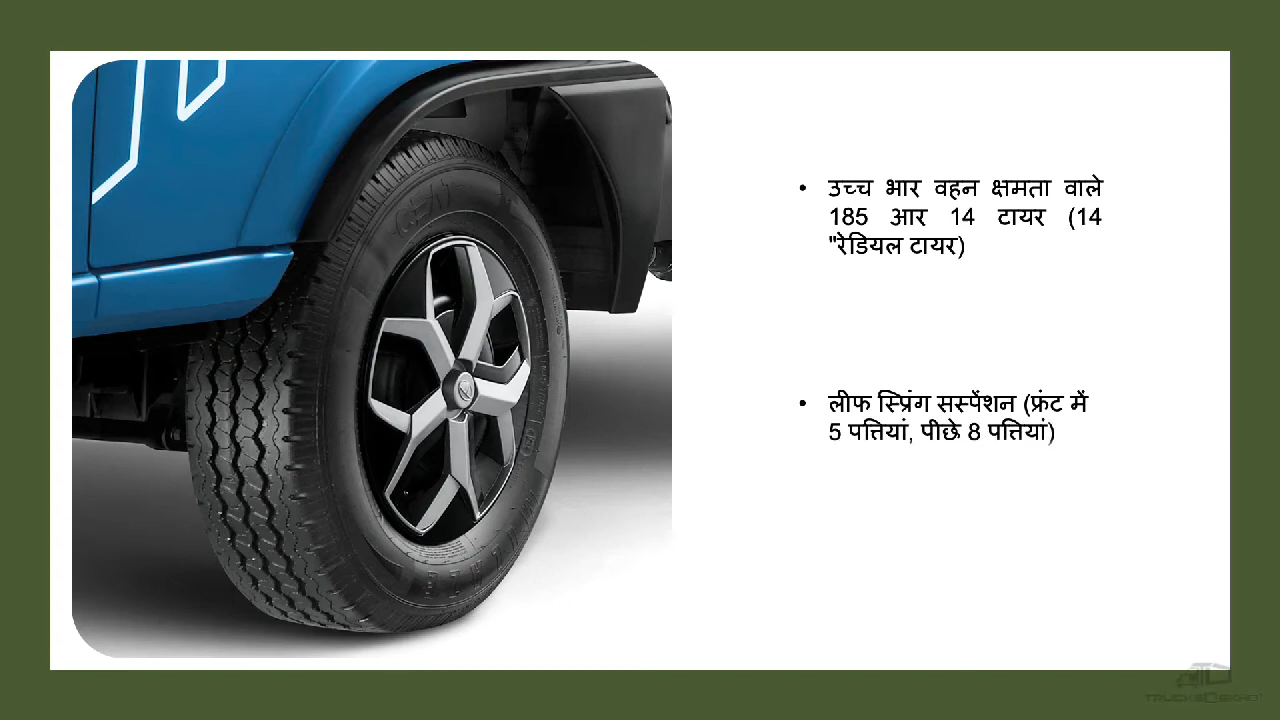 • उच्च भार वहन क्षमता वाले
185 आर 14 टायर (14
"रेडियल टायर)
• लीफ स्प्रिंग सस्पेंशन (फ्रंट में
5 पत्तियां, पीछे 8 पत्तियां)